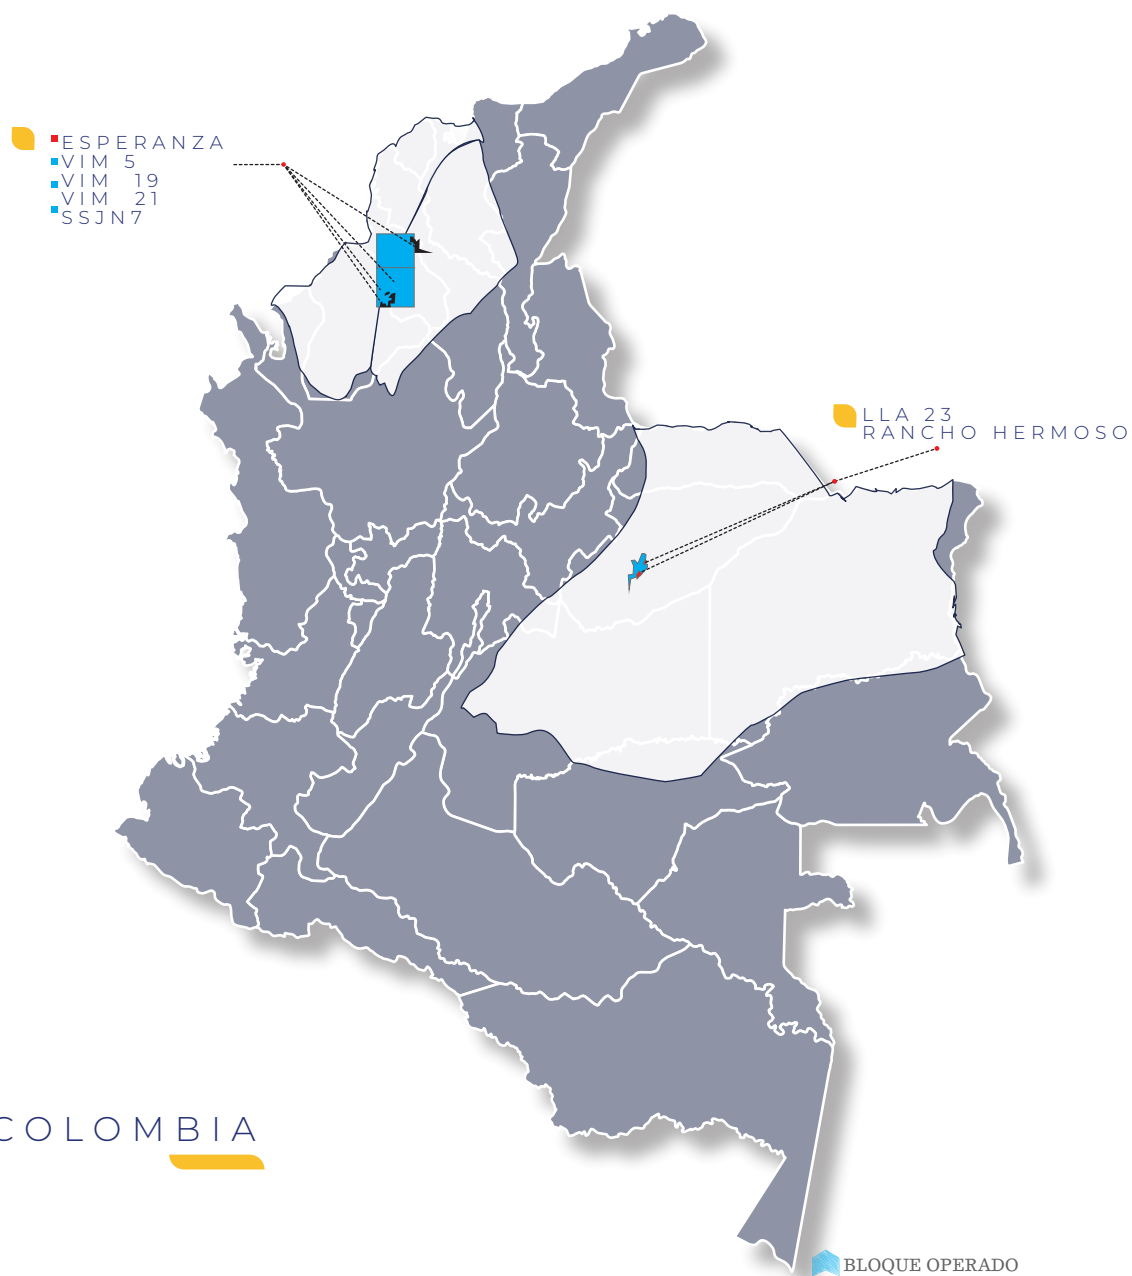 ESPERANZA
VIM 5
VIM 19
VIM 21
SSJN7
LLA 23
RANCHO HERMOSO
COLOMBIA
BLOQUE OPERADO